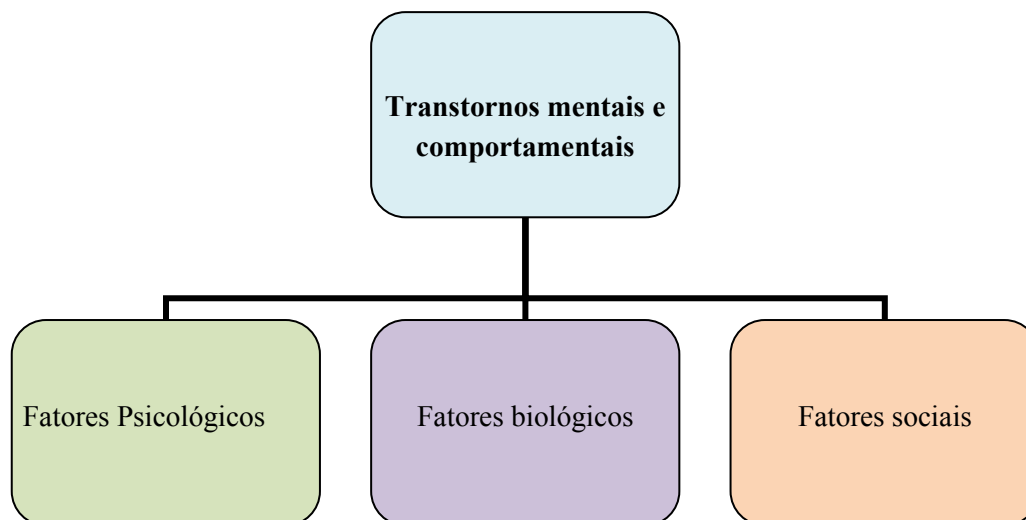 Transtornos mentais e
comportamentais
Fatores Psicológicos
Fatores biológicos
Fatores sociais